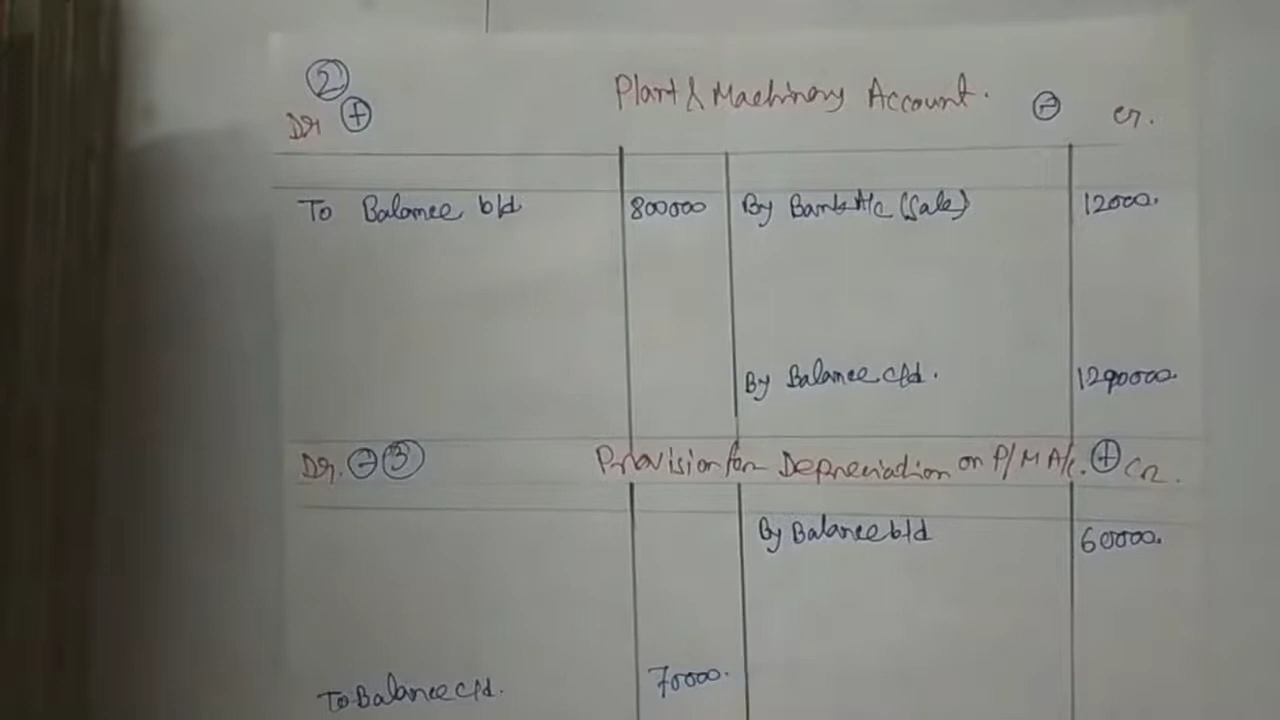 ②
Plant & Machinery Account.
Dr ⊕ ⊖ Cr.
To Balance b/d 800000 By Bank A/c (Sale) 12000.
By Balance c/d. 1290000.
Dr. ⊖ ③ Provision for Depreciation on P/M A/c. ⊕ Cr.
By Balance b/d 60000.
To Balance c/d. 70000.